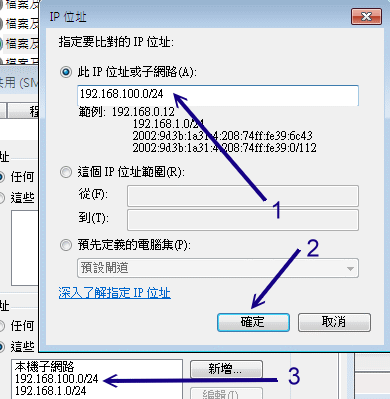 檔案及
檔案及
檔案及
檔案及
IP 位址
指定要比對的 IP 位址:
此 IP 位址或子網路(A):
192.168.100.0/24
範例: 192.168.0.12
192.168.1.0/24
2002:9d3b:1a31:4:208:74ff:fe39:6c43
2002:9d3b:1a31:4:208:74ff:fe39:0/112
這個 IP 位址範圍(R):
從(F):
到(T):
預先定義的電腦集(P):
預設閘道
深入了解指定 IP 位址
確定
取消
1
2
用 (SM
程
址
任何
這些
址
任何
這些
本機子網路
192.168.100.0/24
192.168.1.0/24
新增...
編輯(I)...
3